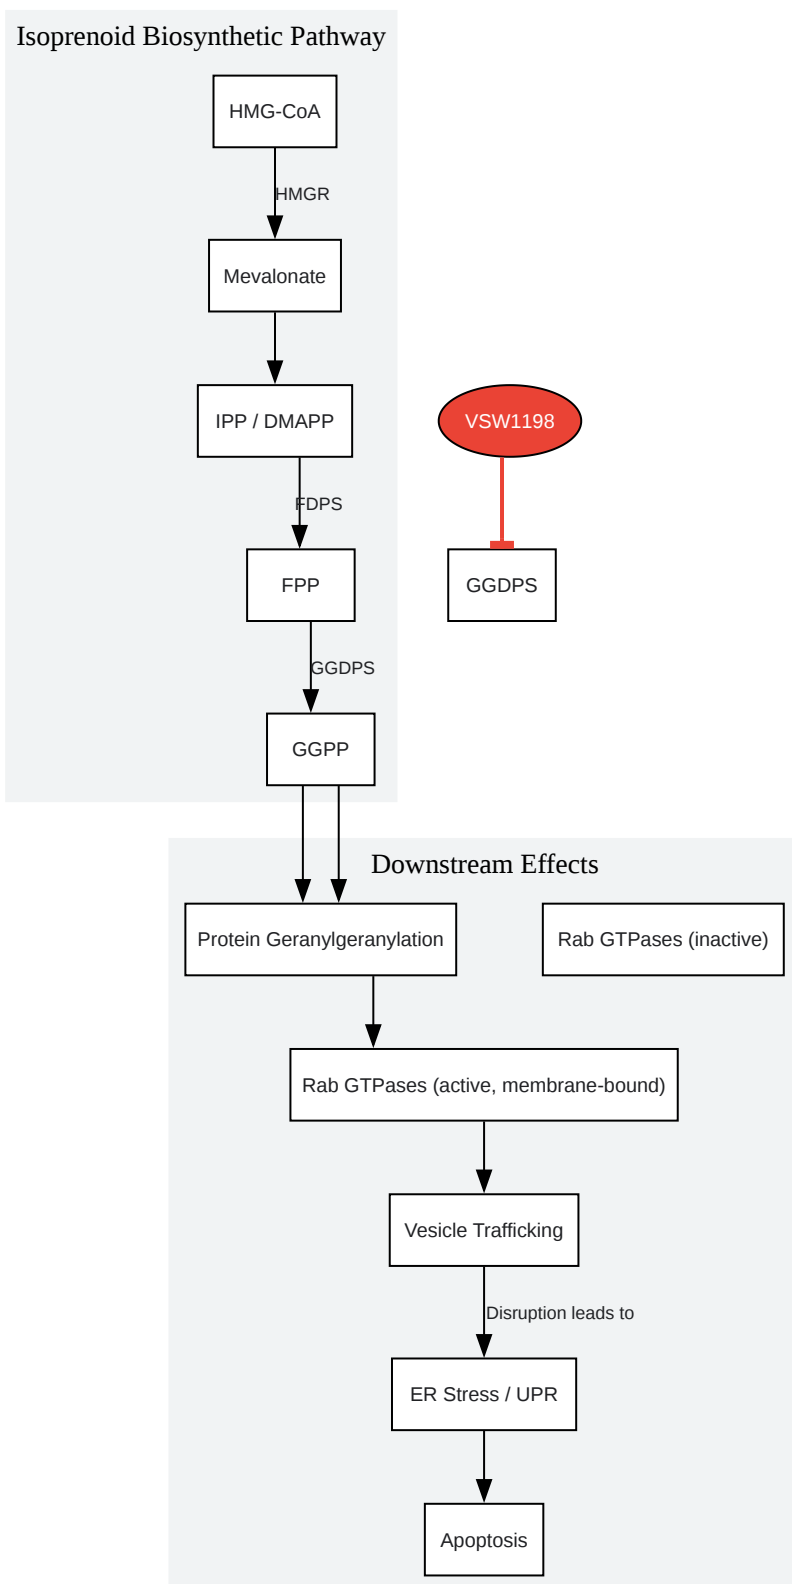 Isoprenoid Biosynthetic Pathway
HMG-CoA
HMGR
Mevalonate
IPP / DMAPP
VSW1198
FDPS
FPP
GGDPS
GGDPS
GGPP
Downstream Effects
Protein Geranylgeranylation
Rab GTPases (inactive)
Rab GTPases (active, membrane-bound)
Vesicle Trafficking
Disruption leads to
ER Stress / UPR
Apoptosis